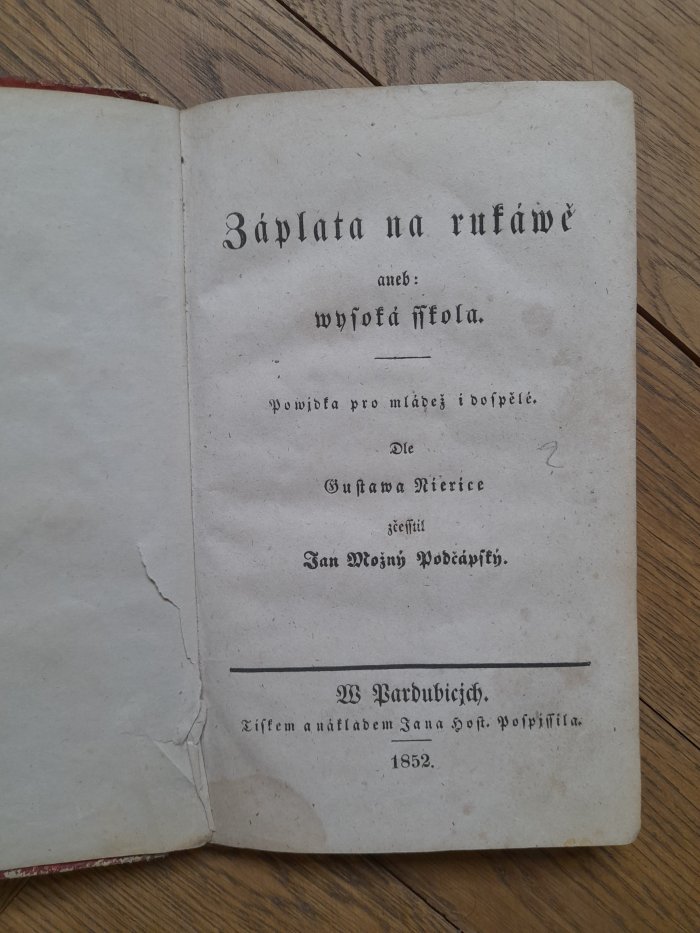 Záplata na rukáwě
aneb:
wysoká sskola.
Powjdka pro mládež i dospělé.
Dle
Gustawa Nierice
zčesstil
Jan Možný Podčápský.
W Pardubicjch.
Tiskem a nákladem Jana Host. Pospjssila.
1852.